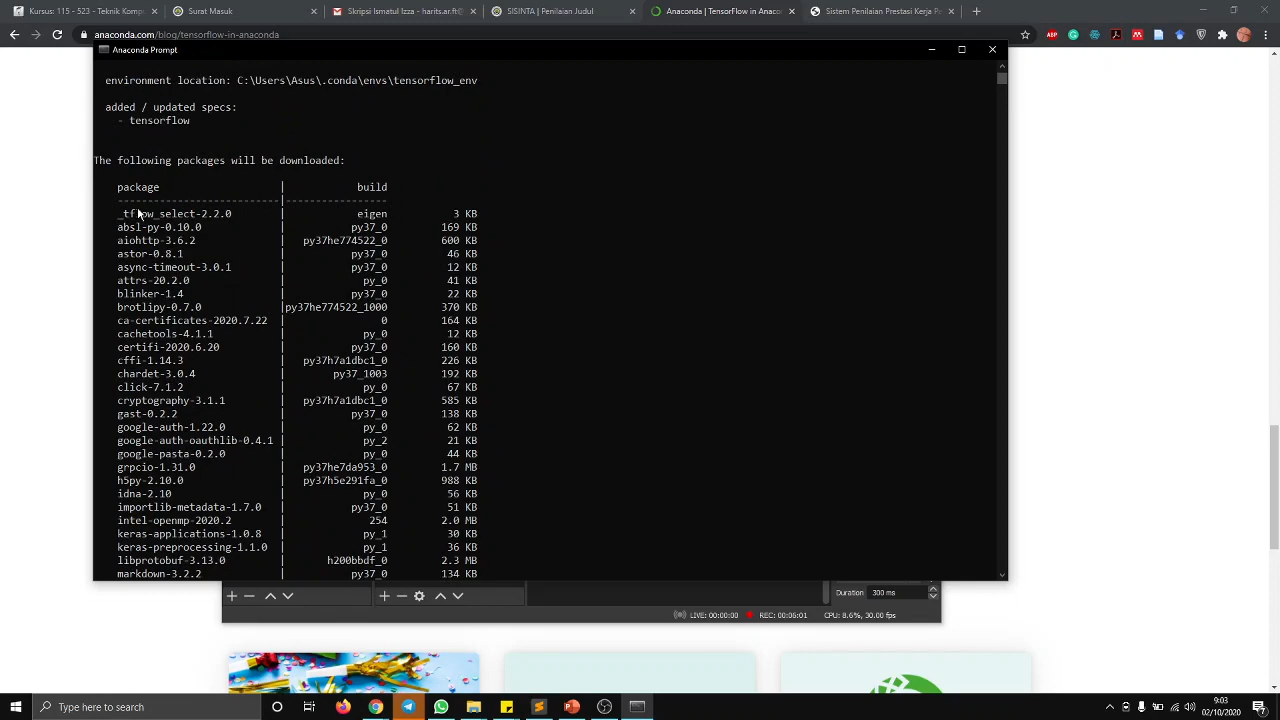 Kursus: 115 - 523 - Teknik Komp
Surat Masuk
Skripsi Ismatul Izza - harits.ar.f@
SISINTA | Penilaian Judul
Anaconda | TensorFlow in Anaco
Sistem Penilaian Prestasi Kerja P
anaconda.com/blog/tensorflow-in-anaconda
Anaconda Prompt
environment location: C:\Users\Asus\.conda\envs\tensorflow_env
added / updated specs:
- tensorflow
The following packages will be downloaded:
package | build
---------------------------|-----------------
_tflow_select-2.2.0 | eigen 3 KB
absl-py-0.10.0 | py37_0 169 KB
aiohttp-3.6.2 | py37he774522_0 600 KB
astor-0.8.1 | py37_0 46 KB
async-timeout-3.0.1 | py37_0 12 KB
attrs-20.2.0 | py_0 41 KB
blinker-1.4 | py37_0 22 KB
brotlipy-0.7.0 |py37he774522_1000 370 KB
ca-certificates-2020.7.22 | 0 164 KB
cachetools-4.1.1 | py_0 12 KB
certifi-2020.6.20 | py37_0 160 KB
cffi-1.14.3 | py37h7a1dbc1_0 226 KB
chardet-3.0.4 | py37_1003 192 KB
click-7.1.2 | py_0 67 KB
cryptography-3.1.1 | py37h7a1dbc1_0 585 KB
gast-0.2.2 | py37_0 138 KB
google-auth-1.22.0 | py_0 62 KB
google-auth-oauthlib-0.4.1 | py_2 21 KB
google-pasta-0.2.0 | py_0 44 KB
grpcio-1.31.0 | py37he7da953_0 1.7 MB
h5py-2.10.0 | py37h5e291fa_0 988 KB
idna-2.10 | py_0 56 KB
importlib-metadata-1.7.0 | py37_0 51 KB
intel-openmp-2020.2 | 254 2.0 MB
keras-applications-1.0.8 | py_1 30 KB
keras-preprocessing-1.1.0 | py_1 36 KB
libprotobuf-3.13.0 | h200bbdf_0 2.3 MB
markdown-3.2.2 | py37_0 134 KB
Duration 300 ms
LIVE: 00:00:00 REC: 00:06:01 CPU: 8.6%, 30.00 fps
Type here to search
9:03
02/10/2020